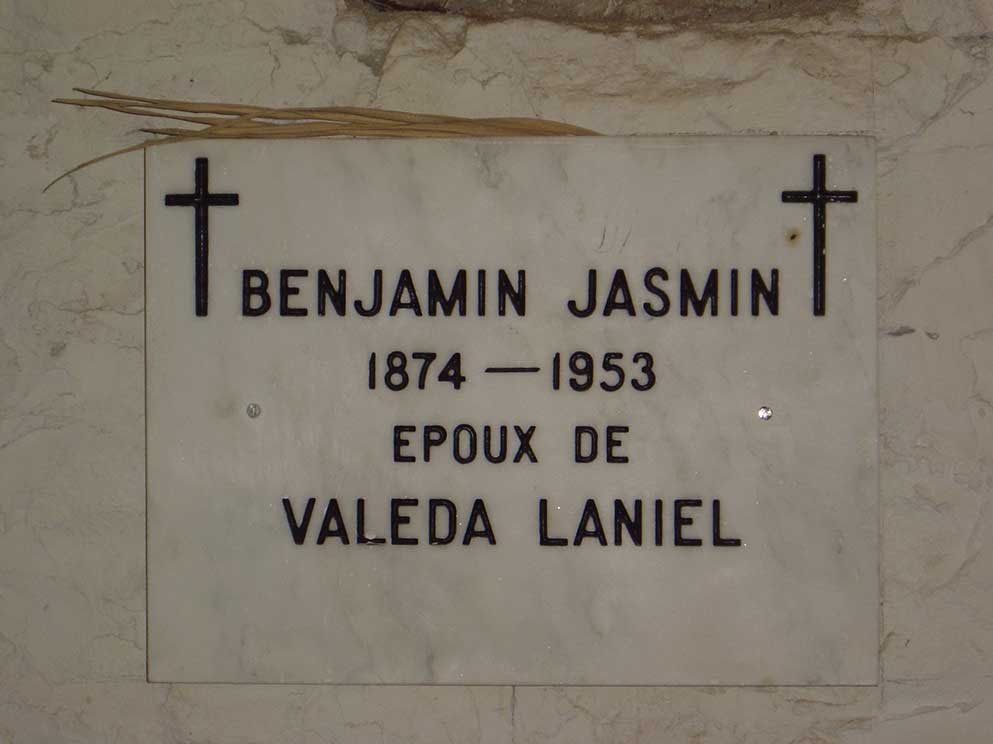 BENJAMIN JASMIN
1874 — 1953
EPOUX DE
VALEDA LANIEL